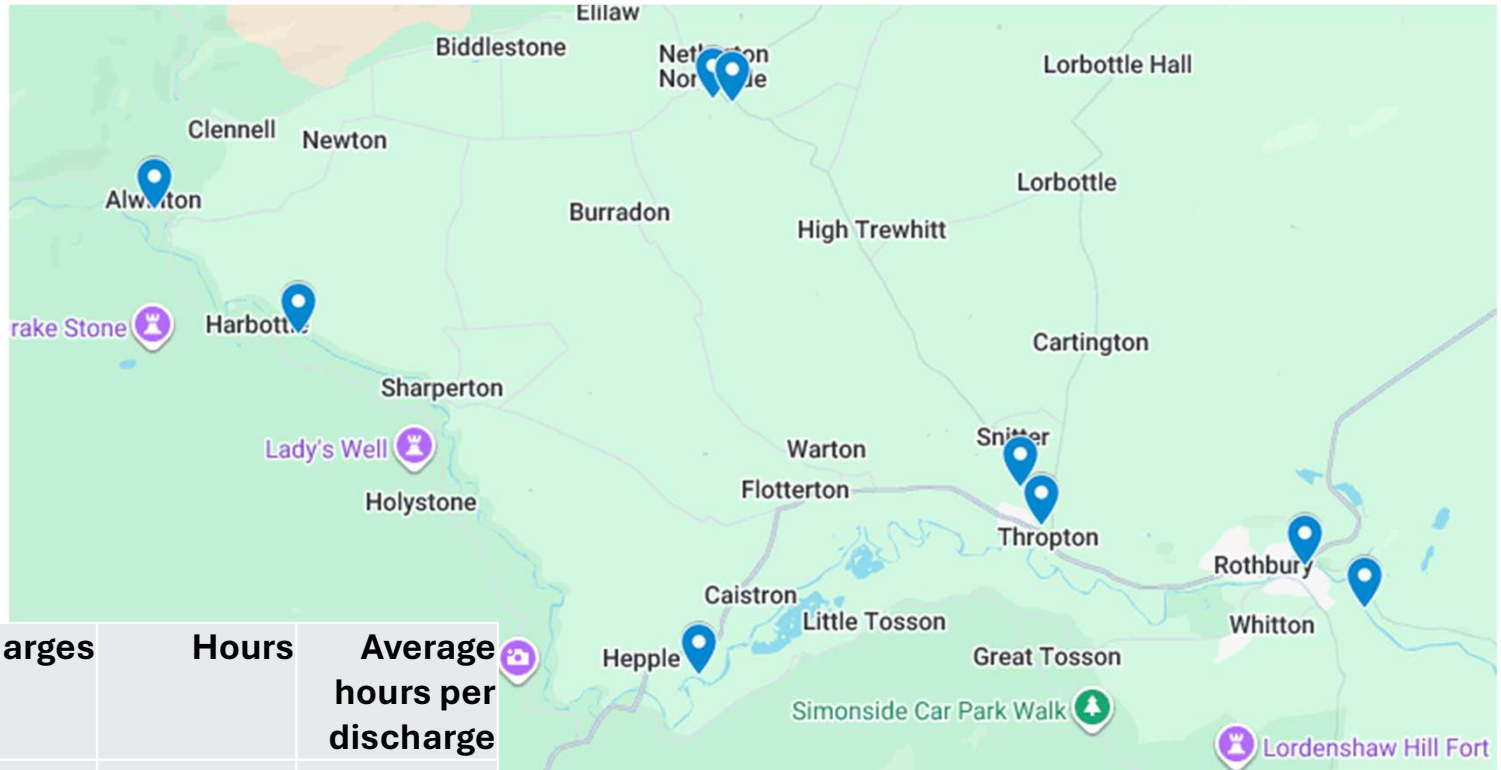 Elilaw
Biddlestone
Lorbottle Hall
Clennell
Newton
Lorbottle
Burradon
High Trewhitt
Cartington
Sharperton
Lady's Well
Warton
Flotterton
Holystone
Thropton
Rothbury
Caistron
Little Tosson
Whitton
Hepple
Great Tosson
Simonside Car Park Walk
Lordenshaw Hill Fort
rake Stone
arges Hours Average
hours per
discharge